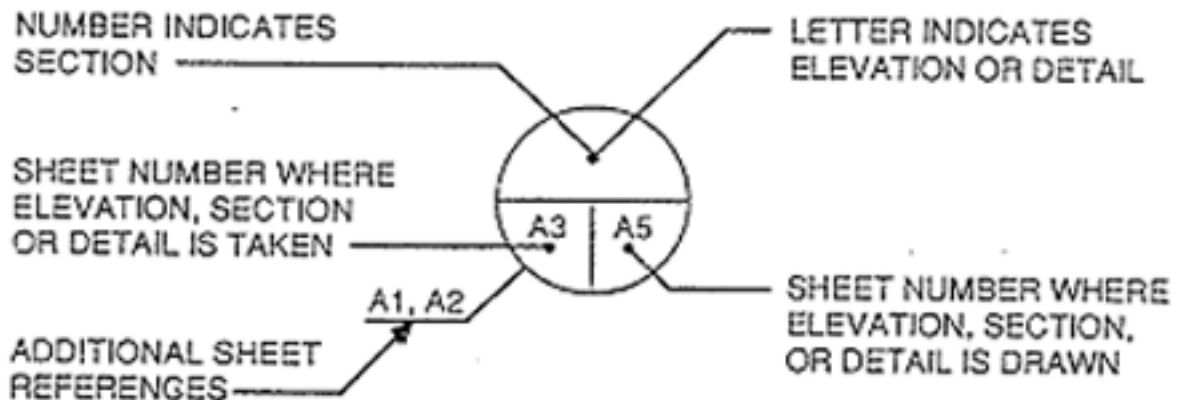 NUMBER INDICATES
SECTION
LETTER INDICATES
ELEVATION OR DETAIL
SHEET NUMBER WHERE
ELEVATION, SECTION
OR DETAIL IS TAKEN
A3
A5
A1, A2
SHEET NUMBER WHERE
ELEVATION, SECTION,
OR DETAIL IS DRAWN
ADDITIONAL SHEET
REFERENCES